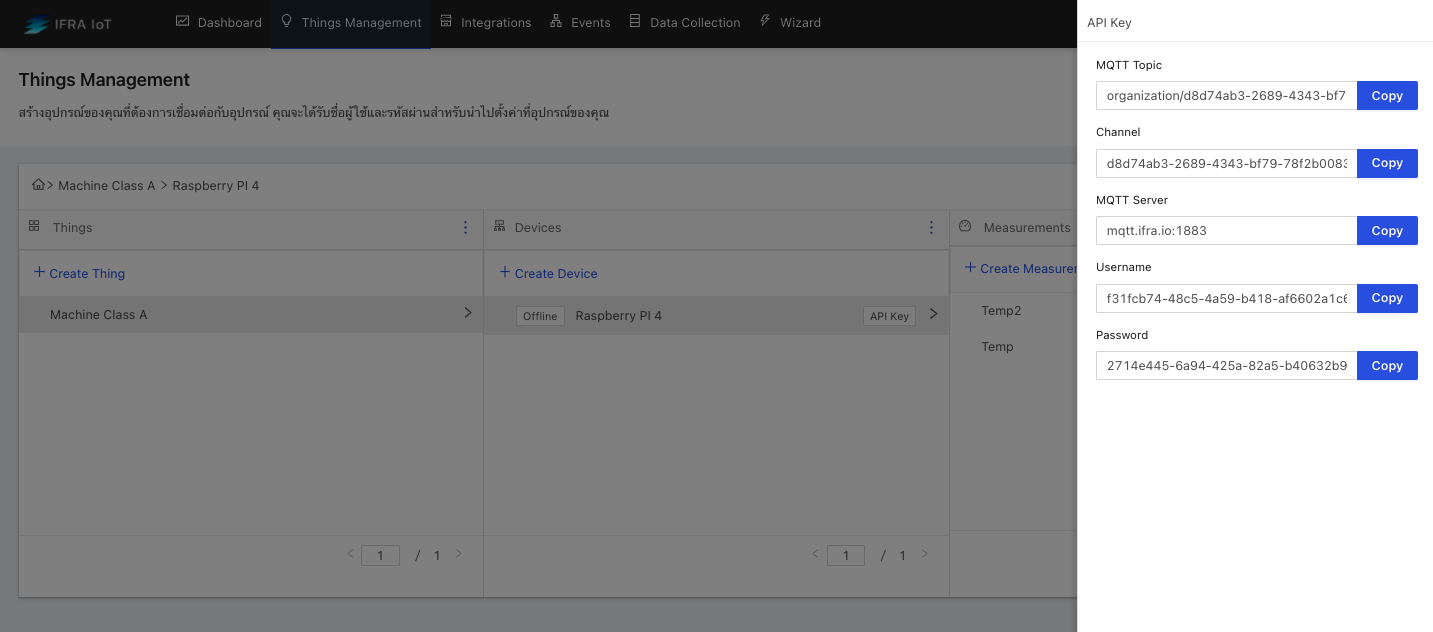 IFRA IoT
Dashboard
Things Management
Integrations
Events
Data Collection
Wizard
Things Management
สร้างอุปกรณ์ของคุณที่ต้องการเชื่อมต่อกับอุปกรณ์ คุณจะได้รับชื่อผู้ใช้และรหัสผ่านสำหรับนำไปตั้งค่าที่อุปกรณ์ของคุณ
> Machine Class A > Raspberry PI 4
Things
Devices
Measurements
+ Create Thing
+ Create Device
+ Create Measurem
Machine Class A
Offline
Raspberry PI 4
API Key
Temp2
Temp
< 1 / 1 >
< 1 / 1 >
API Key
MQTT Topic
organization/d8d74ab3-2689-4343-bf7
Copy
Channel
d8d74ab3-2689-4343-bf79-78f2b0083
Copy
MQTT Server
mqtt.ifra.io:1883
Copy
Username
f31fcb74-48c5-4a59-b418-af6602a1c6
Copy
Password
2714e445-6a94-425a-82a5-b40632b9
Copy